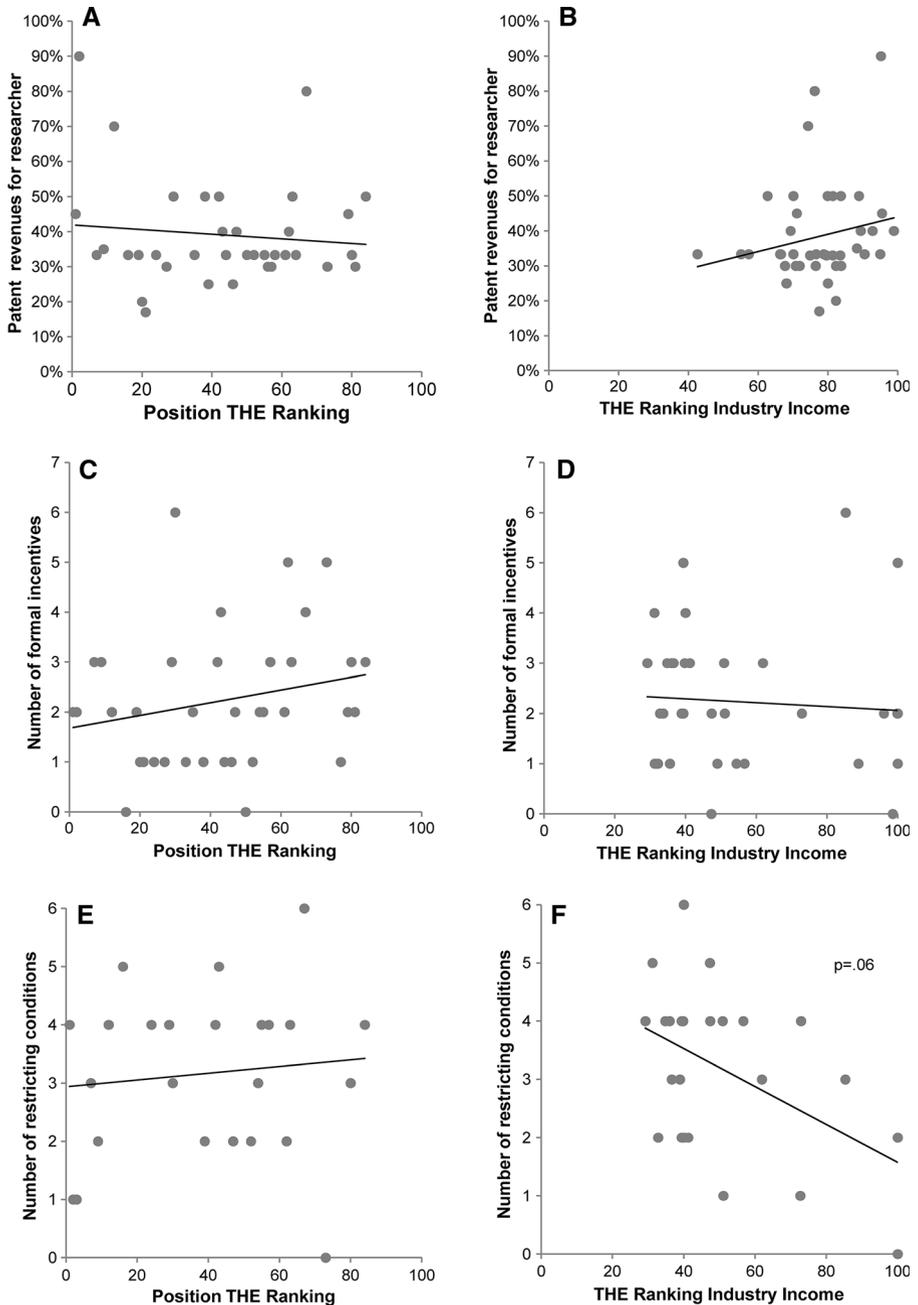 A
100%
90%
80%
70%
60%
50%
40%
30%
20%
10%
0%
0 20 40 60 80 100
Patent revenues for researcher
Position THE Ranking
B
100%
90%
80%
70%
60%
50%
40%
30%
20%
10%
0%
0 20 40 60 80 100
Patent revenues for researcher
THE Ranking Industry Income
C
7
6
5
4
3
2
1
0
0 20 40 60 80 100
Number of formal incentives
Position THE Ranking
D
7
6
5
4
3
2
1
0
0 20 40 60 80 100
Number of formal incentives
THE Ranking Industry Income
E
6
5
4
3
2
1
0
0 20 40 60 80 100
Number of restricting conditions
Position THE Ranking
F
6
5
4
3
2
1
0
p=.06
0 20 40 60 80 100
Number of restricting conditions
THE Ranking Industry Income